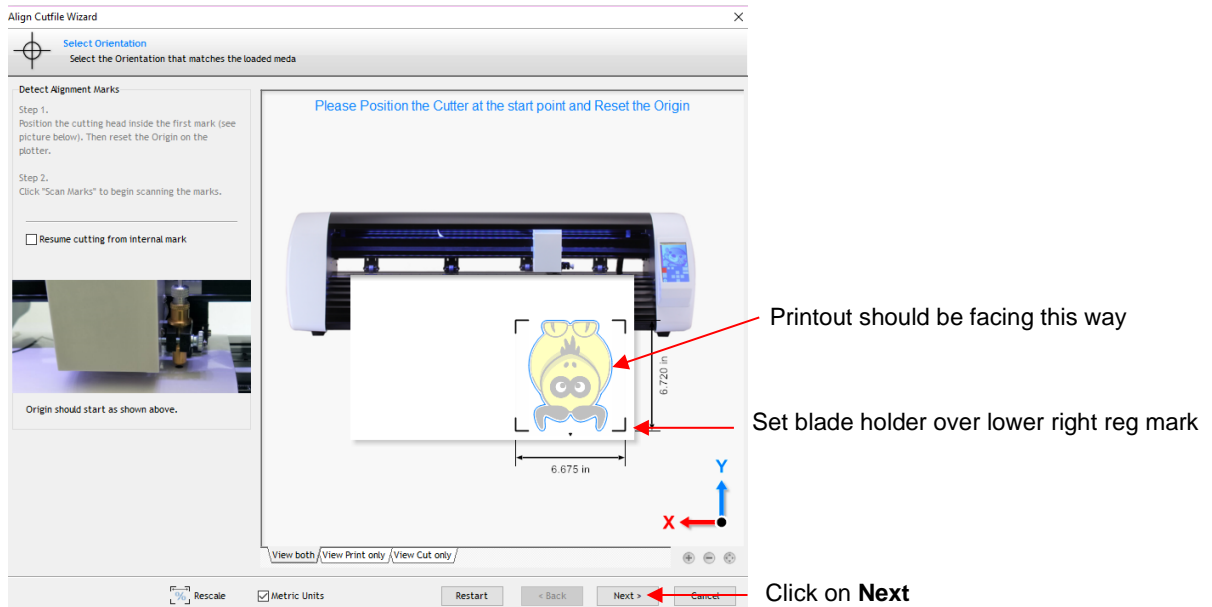 Align Cutfile Wizard
Select Orientation
Select the Orientation that matches the loaded meda
Detect Alignment Marks
Step 1.
Position the cutting head inside the first mark (see
picture below). Then reset the Origin on the
plotter.
Step 2.
Click "Scan Marks" to begin scanning the marks.
Resume cutting from internal mark
Origin should start as shown above.
Please Position the Cutter at the start point and Reset the Origin
6.720 in
6.675 in
Y
X
Printout should be facing this way
Set blade holder over lower right reg mark
View both View Print only View Cut only
% Rescale Metric Units Restart < Back Next > Cancel
Click on Next